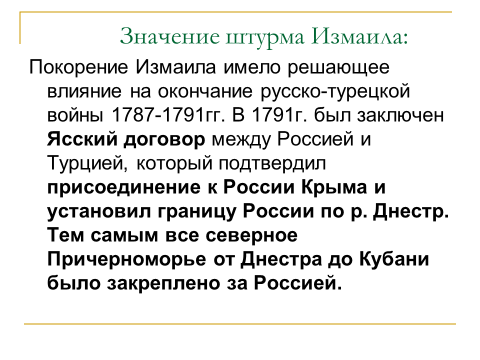 Значение штурма Измаила:
Покорение Измаила имело решающее
влияние на окончание русско-турецкой
войны 1787-1791гг. В 1791г. был заключен
Ясский договор между Россией и
Турцией, который подтвердил
присоединение к России Крыма и
установил границу России по р. Днестр.
Тем самым все северное
Причерноморье от Днестра до Кубани
было закреплено за Россией.